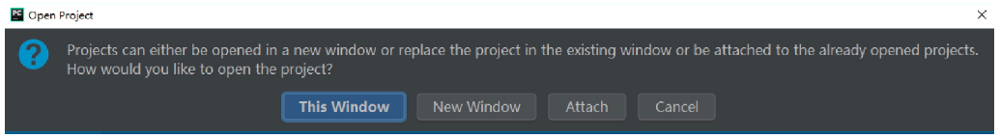 PC Open Project
Projects can either be opened in a new window or replace the project in the existing window or be attached to the already opened projects.
How would you like to open the project?
This Window New Window Attach Cancel